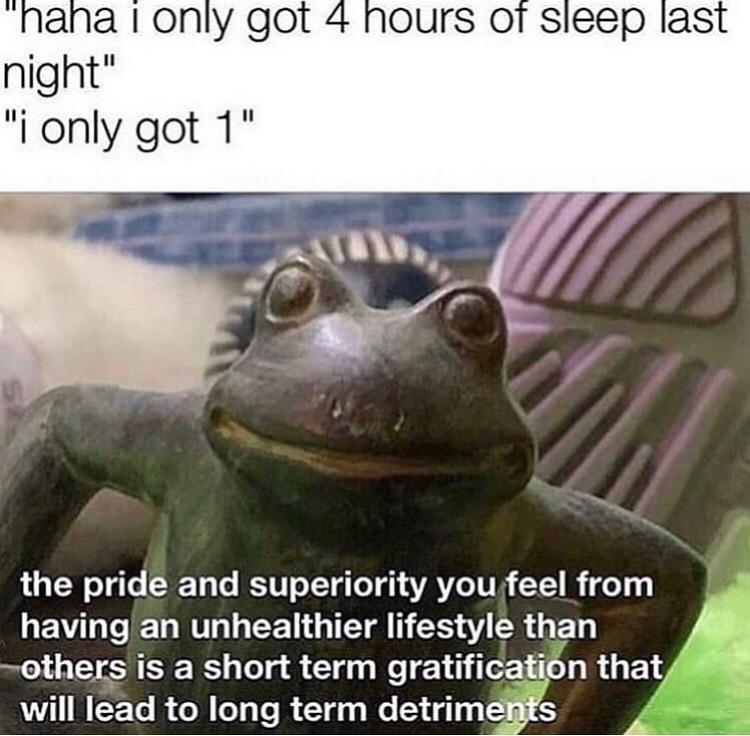 "haha i only got 4 hours of sleep last
night"
"i only got 1"
the pride and superiority you feel from
having an unhealthier lifestyle than
others is a short term gratification that
will lead to long term detriments